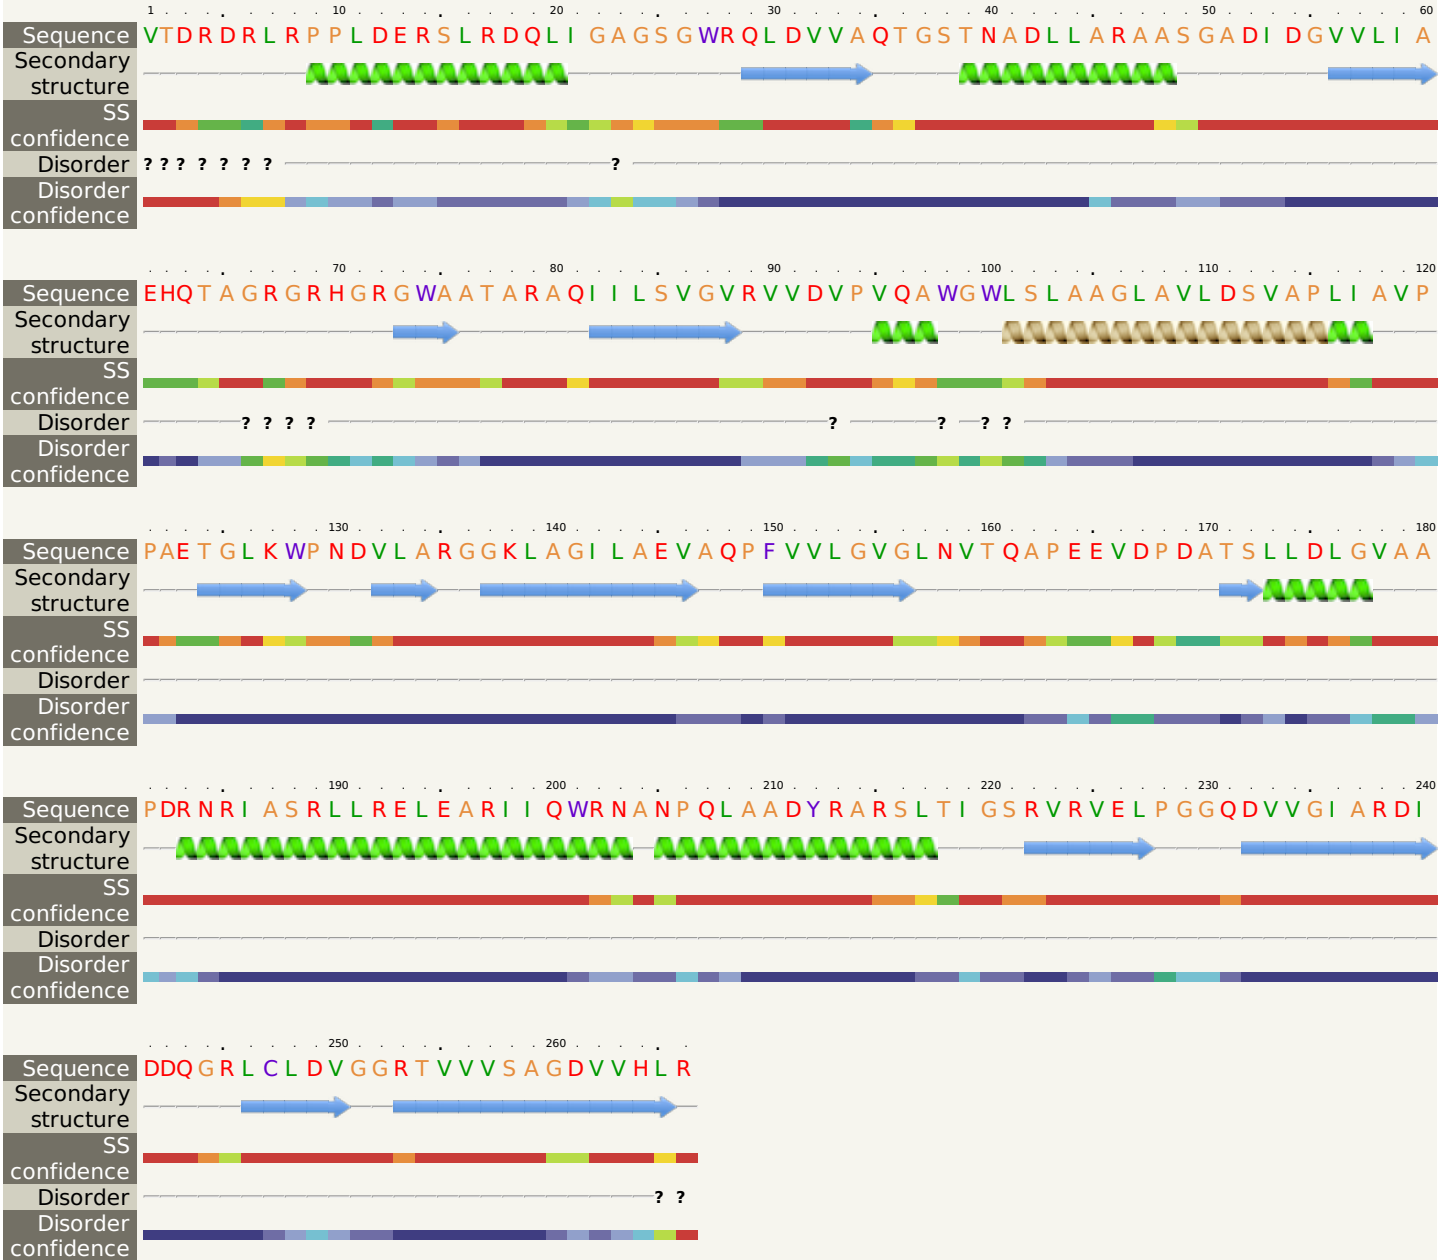 1 . . . . 10 . . . . 20 . . . . 30 . . . . 40 . . . . 50 . . . . 60
Sequence VTDRDRLRPPLDERSLRDQLIGAGSGWRQLDVVAQTGSTNADLLARAASGADIDGVVLIA
Secondary
structure
SS
confidence
Disorder ? ? ? ? ? ? ? ?
Disorder
confidence
70 80 90 100 110 120
Sequence EHQTAGRGRHGRGWAATARAQIILSVGVRVVDVPVQAWGWLSLAAGLAVLDSVAPLIAVP
Secondary
structure
SS
confidence
Disorder ? ? ? ? ? ? ? ?
Disorder
confidence
130 140 150 160 170 180
Sequence PAETGLKWPNDVLARGGKLAGILAEVAQPFVVLGVGLNVTQAPEEVDPDATSLLDLGVAA
Secondary
structure
SS
confidence
Disorder
Disorder
confidence
190 200 210 220 230 240
Sequence PDRNRIASRLLRELEARIIQWRNANPQLAADYRARSLTIGSRVRVELPGGQDVVGIARDI
Secondary
structure
SS
confidence
Disorder
Disorder
confidence
250 260
Sequence DDQGRLCLDVGGRTVVVSAGDVVHLR
Secondary
structure
SS
confidence
Disorder ? ?
Disorder
confidence